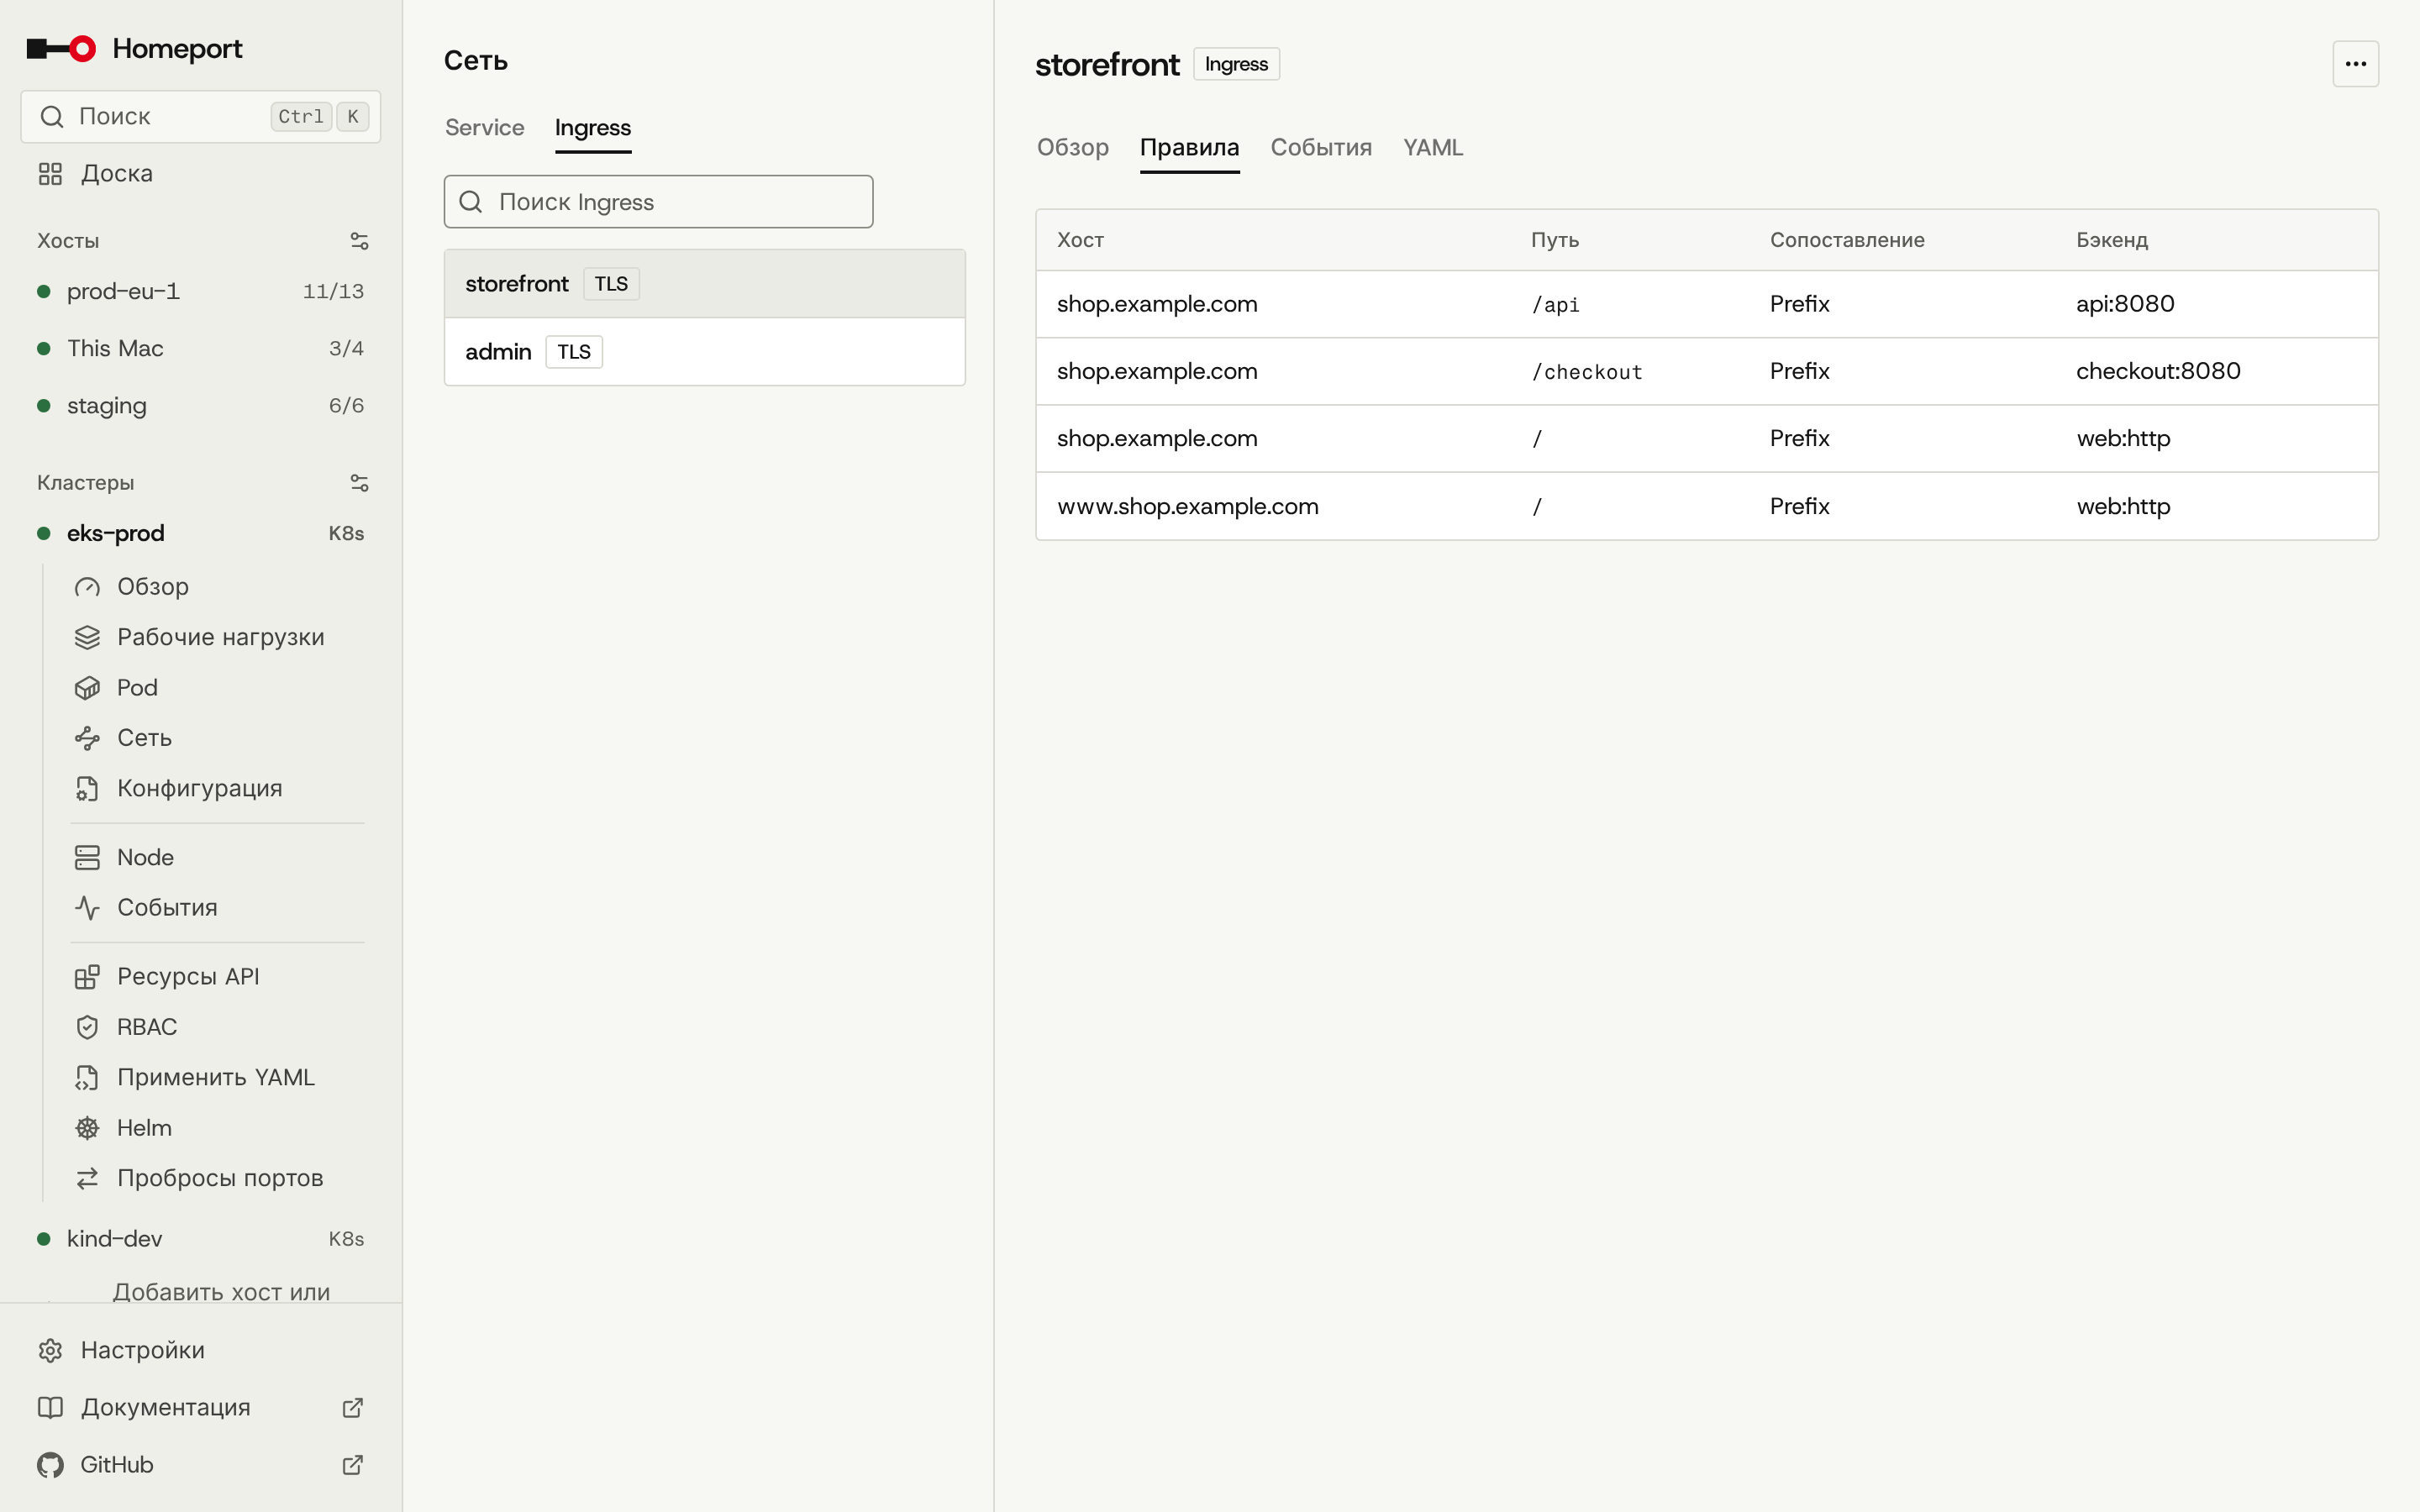 Homeport
Поиск Ctrl K
Доска
Хосты
prod-eu-1 11/13
This Mac 3/4
staging 6/6
Кластеры
eks-prod K8s
Обзор
Рабочие нагрузки
Pod
Сеть
Конфигурация
Node
События
Ресурсы API
RBAC
Применить YAML
Helm
Пробросы портов
kind-dev K8s
Добавить хост или
Настройки
Документация
GitHub
Сеть
Service Ingress
Поиск Ingress
storefront TLS
admin TLS
storefront Ingress
Обзор Правила События YAML
Хост Путь Сопоставление Бэкенд
shop.example.com /api Prefix api:8080
shop.example.com /checkout Prefix checkout:8080
shop.example.com / Prefix web:http
www.shop.example.com / Prefix web:http